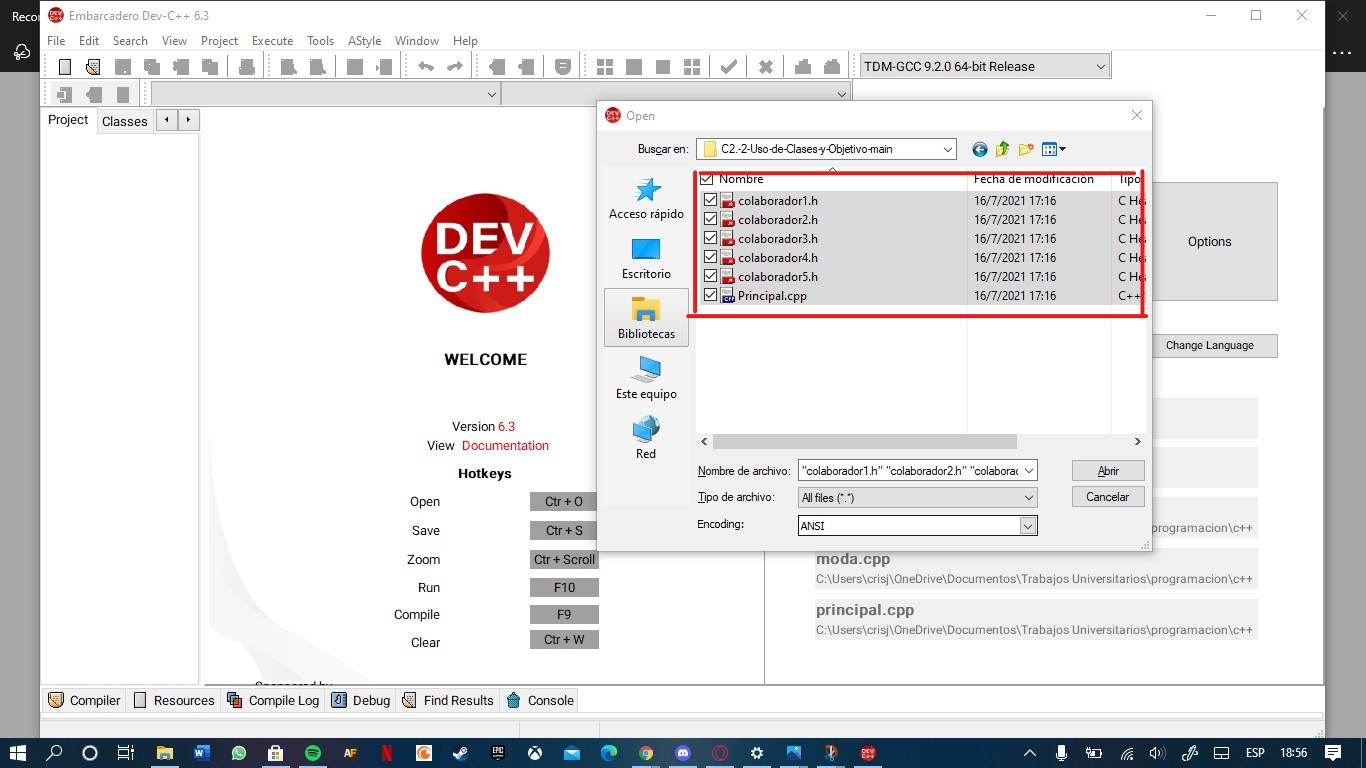 Recor
Embarcadero Dev-C++ 6.3
File Edit Search View Project Execute Tools AStyle Window Help
TDM-GCC 9.2.0 64-bit Release
Project Classes
DEV
C++
WELCOME
Version 6.3
View Documentation
Hotkeys
Open Ctr + O
Save Ctr + S
Zoom Ctr + Scroll
Run F10
Compile F9
Clear Ctr + W
Sponsored by
DEV
C++
Open
Buscar en: C2.-2-Uso-de-Clases-y-Objetivo-main
Acceso rápido
Escritorio
Bibliotecas
Este equipo
Red
Nombre Fecha de modificación Tipo
colaborador1.h 16/7/2021 17:16 C He
colaborador2.h 16/7/2021 17:16 C He
colaborador3.h 16/7/2021 17:16 C He
colaborador4.h 16/7/2021 17:16 C He
colaborador5.h 16/7/2021 17:16 C He
Principal.cpp 16/7/2021 17:16 C++
Nombre de archivo: "colaborador1.h" "colaborador2.h" "colaborac Abrir
Tipo de archivo: All files (*.*) Cancelar
Encoding: ANSI
Options
Change Language
programacion\c++
moda.cpp
C:\Users\crisj\OneDrive\Documentos\Trabajos Universitarios\programacion\c++
principal.cpp
C:\Users\crisj\OneDrive\Documentos\Trabajos Universitarios\programacion\c++
Compiler Resources Compile Log Debug Find Results Console
ESP 18:56